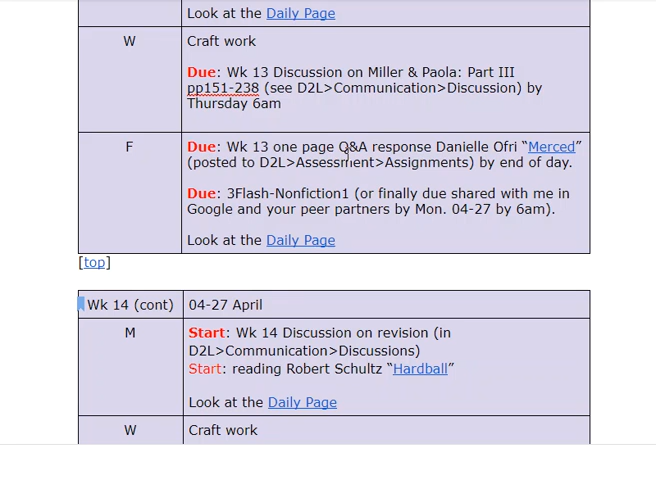 Look at the Daily Page
W
Craft work
Due: Wk 13 Discussion on Miller & Paola: Part III
pp151-238 (see D2L>Communication>Discussion) by
Thursday 6am
F
Due: Wk 13 one page Q&A response Danielle Ofri “Merced”
(posted to D2L>Assessment>Assignments) by end of day.
Due: 3Flash-Nonfiction1 (or finally due shared with me in
Google and your peer partners by Mon. 04-27 by 6am).
Look at the Daily Page
[top]
Wk 14 (cont)
04-27 April
M
Start: Wk 14 Discussion on revision (in
D2L>Communication>Discussions)
Start: reading Robert Schultz “Hardball”
Look at the Daily Page
W
Craft work